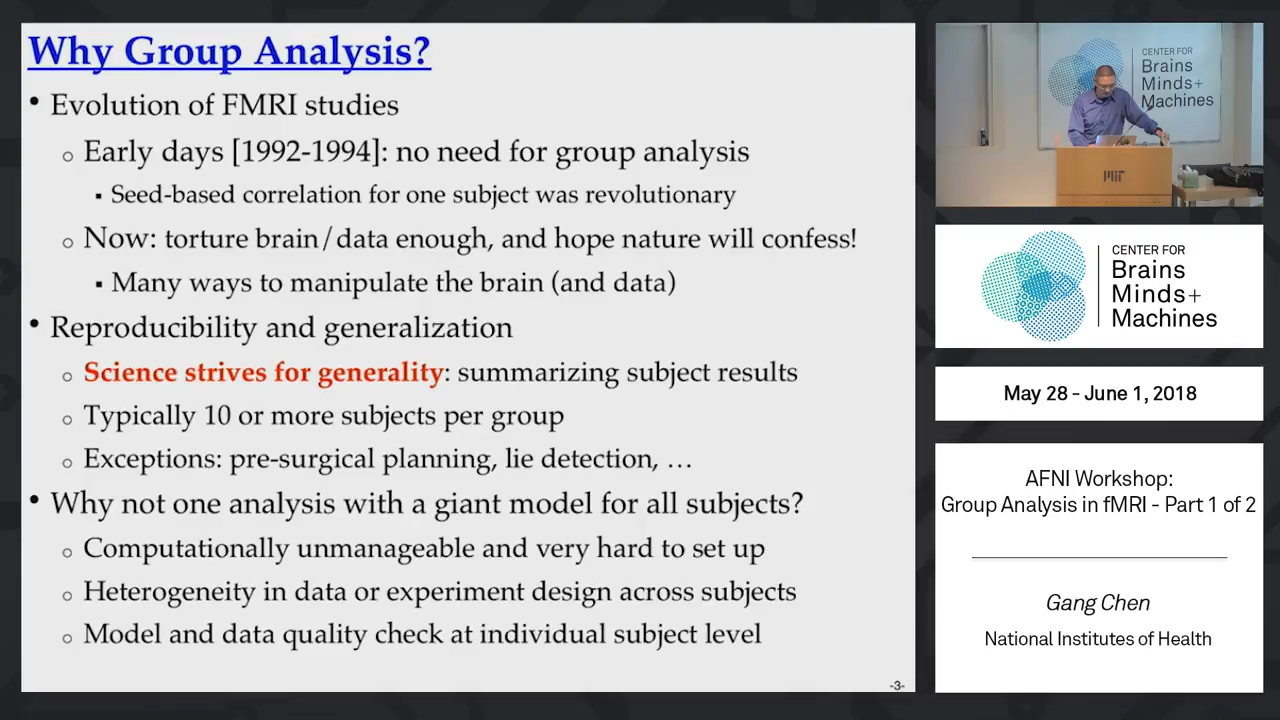 Why Group Analysis?
• Evolution of FMRI studies
o Early days [1992-1994]: no need for group analysis
▪ Seed-based correlation for one subject was revolutionary
o Now: torture brain/data enough, and hope nature will confess!
▪ Many ways to manipulate the brain (and data)
• Reproducibility and generalization
o Science strives for generality: summarizing subject results
o Typically 10 or more subjects per group
o Exceptions: pre-surgical planning, lie detection, …
• Why not one analysis with a giant model for all subjects?
o Computationally unmanageable and very hard to set up
o Heterogeneity in data or experiment design across subjects
o Model and data quality check at individual subject level
-3-
CENTER FOR
Brains
Minds+
Machines
MIT
CENTER FOR
Brains
Minds+
Machines
May 28 - June 1, 2018
AFNI Workshop:
Group Analysis in fMRI - Part 1 of 2
Gang Chen
National Institutes of Health